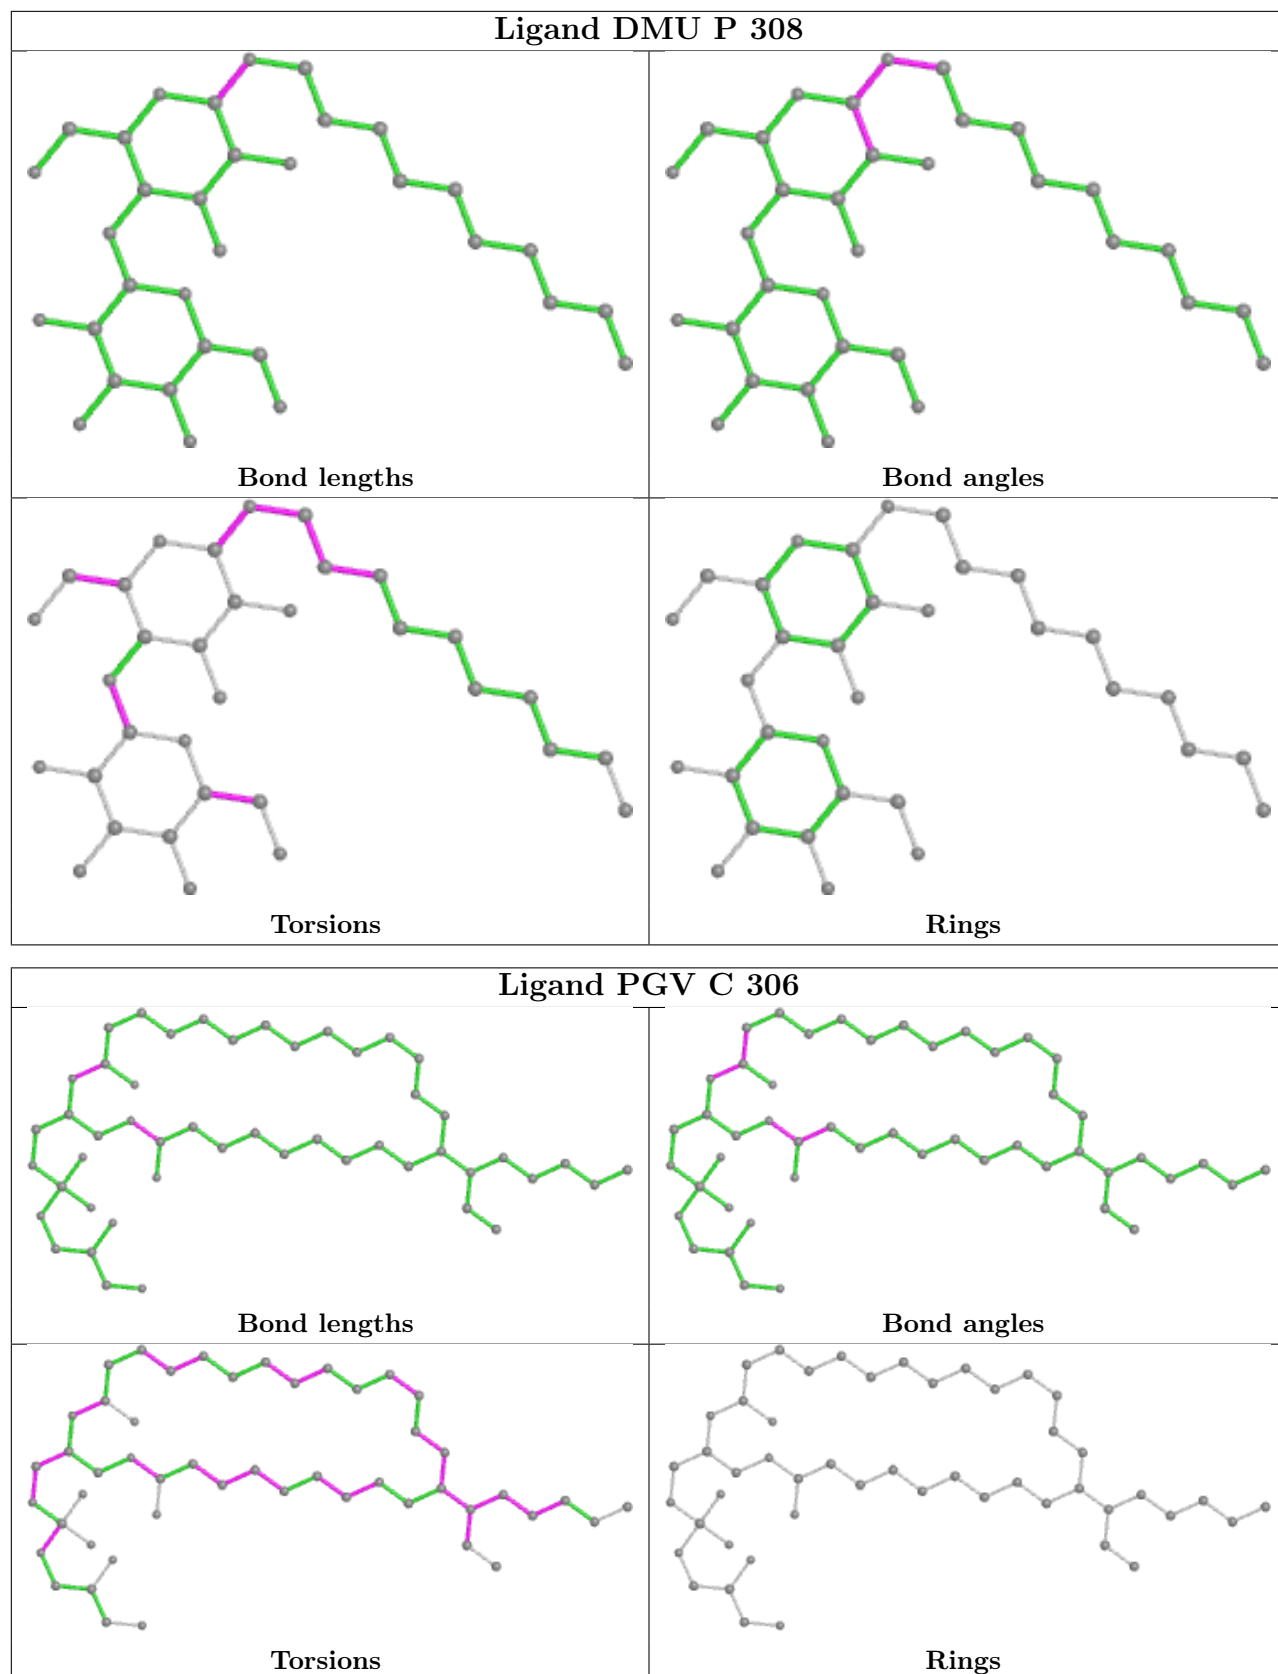 Ligand DMU P 308
Bond lengths
Bond angles
Torsions
Rings
Ligand PGV C 306
Bond lengths
Bond angles
Torsions
Rings